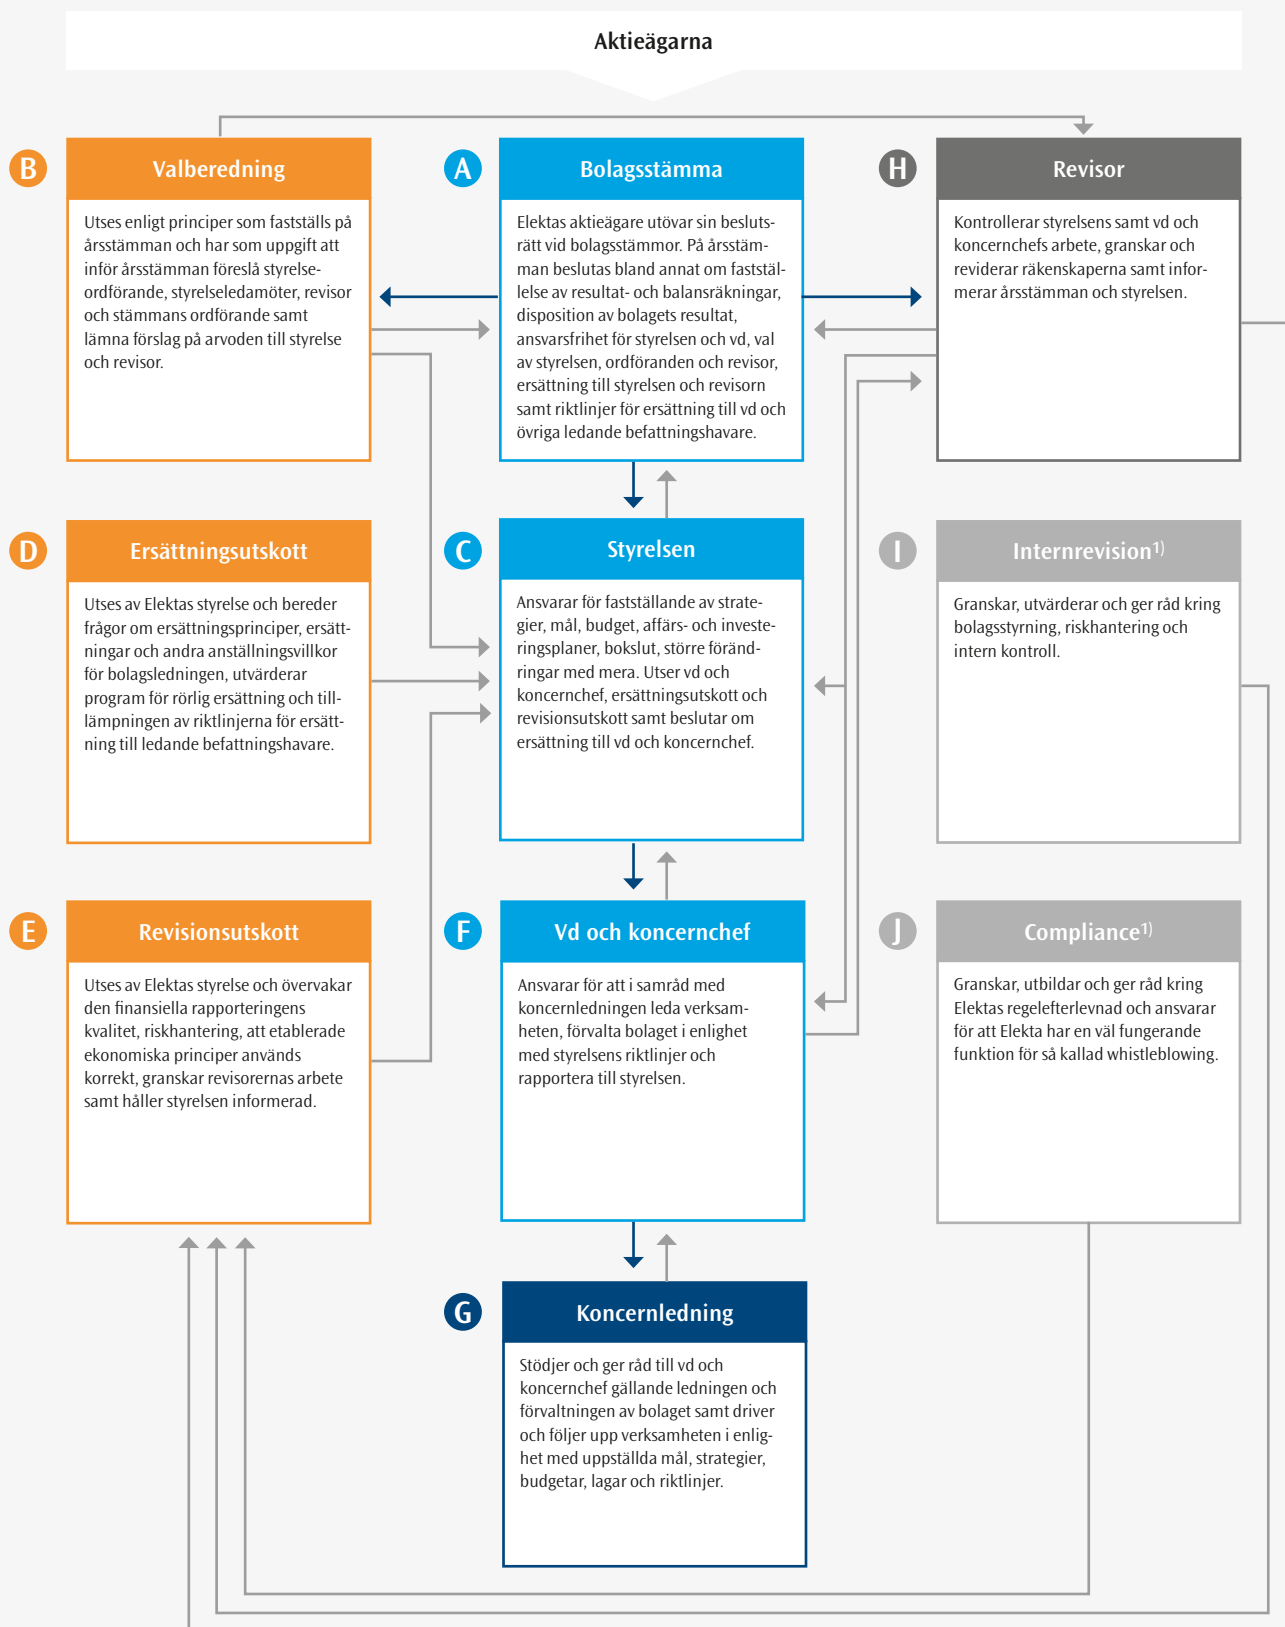 Aktieägarna
B
Valberedning
Utses enligt principer som fastställs på
årsstämman och har som uppgift att
inför årsstämman föreslå styrelse-
ordförande, styrelseledamöter, revisor
och stämmans ordförande samt
lämna förslag på arvoden till styrelse
och revisor.
A
Bolagsstämma
Elektas aktieägare utövar sin besluts-
rätt vid bolagsstämmor. På årsstäm-
man beslutas bland annat om faststäl-
lelse av resultat- och balansräkningar,
disposition av bolagets resultat,
ansvarsfrihet för styrelsen och vd, val
av styrelsen, ordföranden och revisor,
ersättning till styrelsen och revisorn
samt riktlinjer för ersättning till vd och
övriga ledande befattningshavare.
H
Revisor
Kontrollerar styrelsens samt vd och
koncernchefs arbete, granskar och
reviderar räkenskaperna samt infor-
merar årsstämman och styrelsen.
D
Ersättningsutskott
Utses av Elektas styrelse och bereder
frågor om ersättningsprinciper, ersätt-
ningar och andra anställningsvillkor
för bolagsledningen, utvärderar
program för rörlig ersättning och till-
lämpningen av riktlinjerna för ersätt-
ning till ledande befattningshavare.
C
Styrelsen
Ansvarar för fastställande av strate-
gier, mål, budget, affärs- och investe-
ringsplaner, bokslut, större föränd-
ringar med mera. Utser vd och
koncernchef, ersättningsutskott och
revisionsutskott samt beslutar om
ersättning till vd och koncernchef.
I
Internrevision1)
Granskar, utvärderar och ger råd kring
bolagsstyrning, riskhantering och
intern kontroll.
E
Revisionsutskott
Utses av Elektas styrelse och övervakar
den finansiella rapporteringens
kvalitet, riskhantering, att etablerade
ekonomiska principer används
korrekt, granskar revisorernas arbete
samt håller styrelsen informerad.
F
Vd och koncernchef
Ansvarar för att i samråd med
koncernledningen leda verksam-
heten, förvalta bolaget i enlighet
med styrelsens riktlinjer och
rapportera till styrelsen.
J
Compliance1)
Granskar, utbildar och ger råd kring
Elektas regelefterlevnad och ansvarar
för att Elekta har en väl fungerande
funktion för så kallad whistleblowing.
G
Koncernledning
Stödjer och ger råd till vd och
koncernchef gällande ledningen och
förvaltningen av bolaget samt driver
och följer upp verksamheten i enlig-
het med uppställda mål, strategier,
budgetar, lagar och riktlinjer.